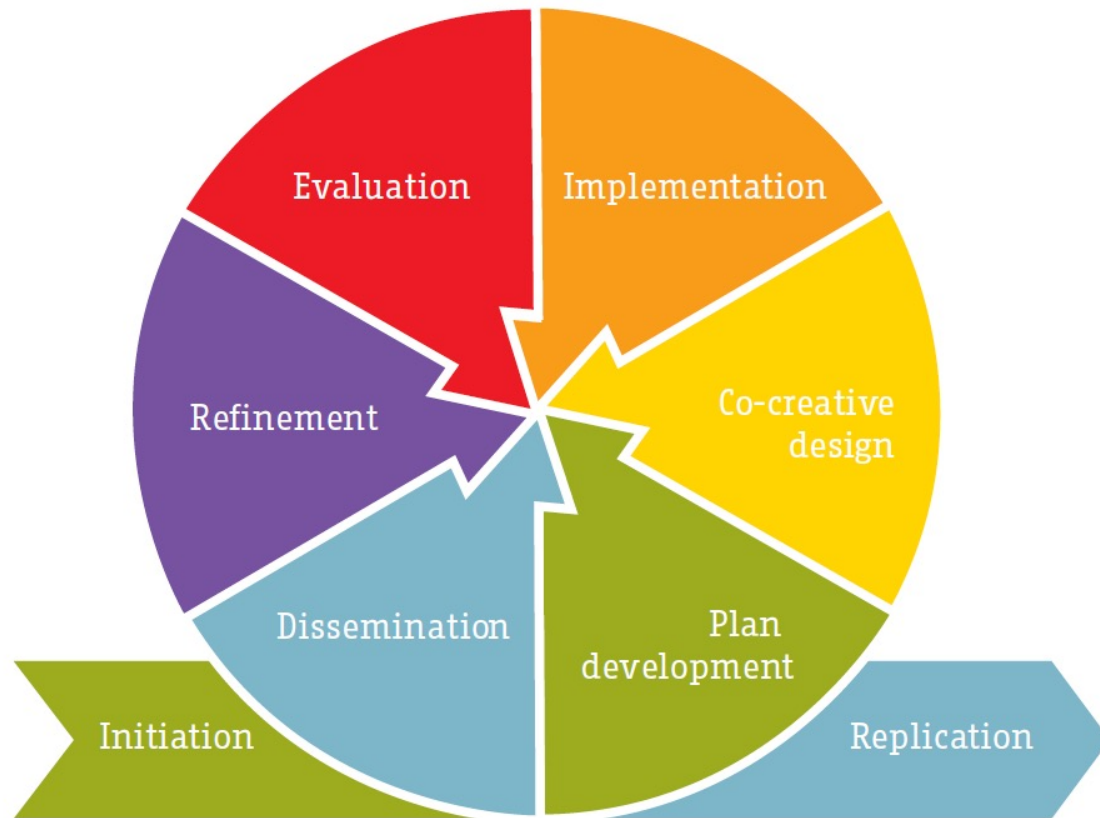 Evaluation
Implementation
Refinement
Co-creative
design
Dissemination
Plan
development
Initiation
Replication